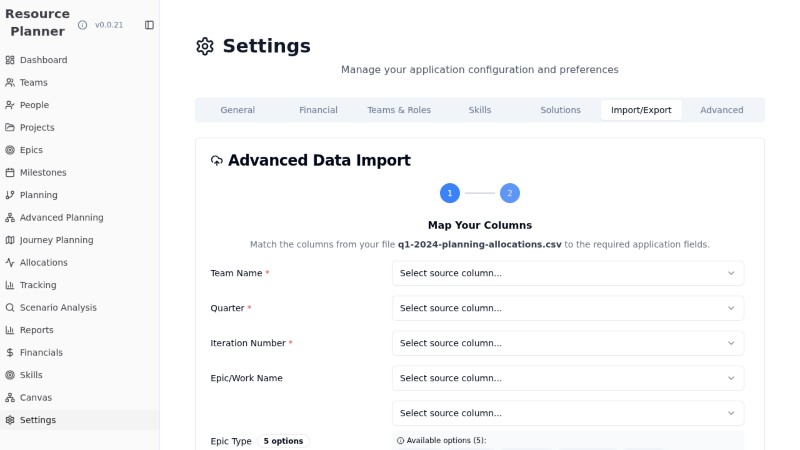 Resource
Planner
v0.0.21
Dashboard
Teams
People
Projects
Epics
Milestones
Planning
Advanced Planning
Journey Planning
Allocations
Tracking
Scenario Analysis
Reports
Financials
Skills
Canvas
Settings
Settings
Manage your application configuration and preferences
General Financial Teams & Roles Skills Solutions Import/Export Advanced
Advanced Data Import
1 2
Map Your Columns
Match the columns from your file q1-2024-planning-allocations.csv to the required application fields.
Team Name * Select source column...
Quarter * Select source column...
Iteration Number * Select source column...
Epic/Work Name Select source column...
Select source column...
Epic Type 5 options Available options (5):